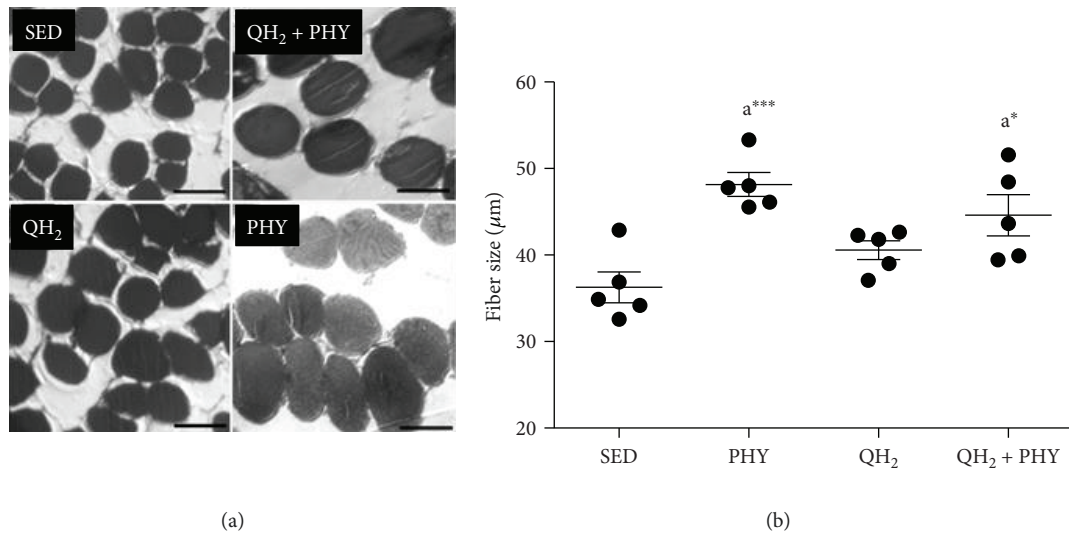 SED
QH₂ + PHY
QH₂
PHY
(a)
Fiber size (μm)
60
50
40
30
20
a***
a*
SED
PHY
QH₂
QH₂ + PHY
(b)